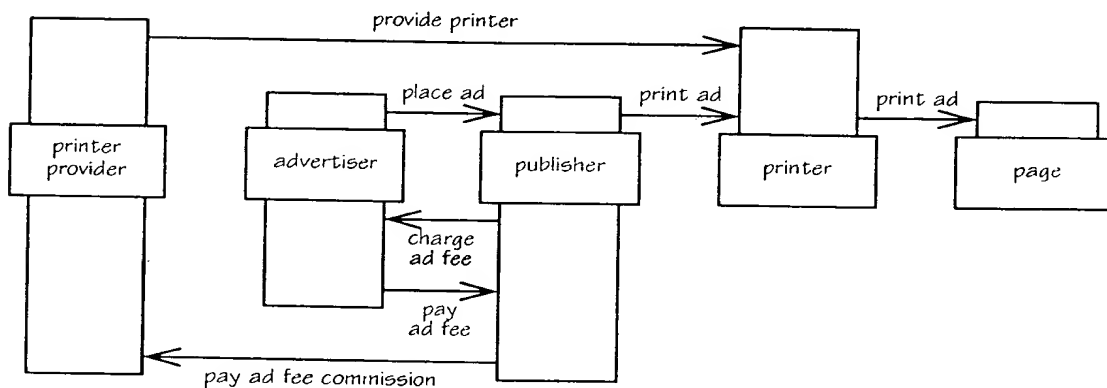 provide printer
place ad
print ad
print ad
printer
provider
advertiser
publisher
printer
page
charge
ad fee
pay
ad fee
pay ad fee commission